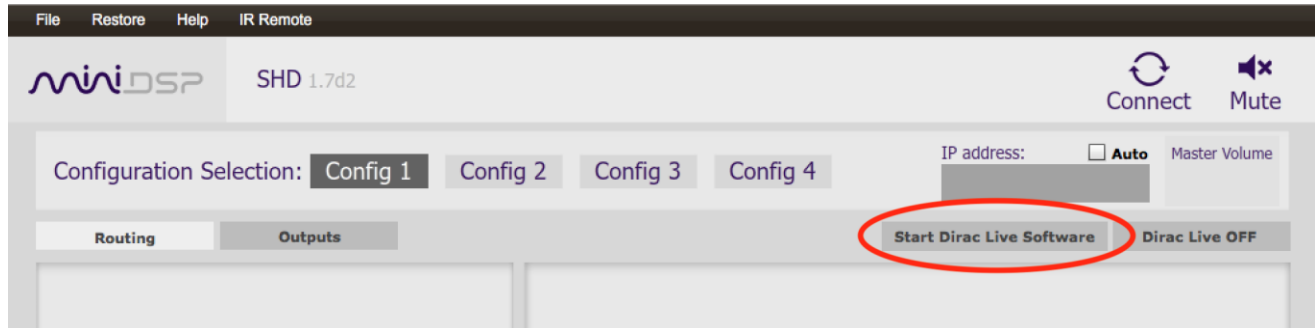 File Restore Help IR Remote
miniDSP SHD 1.7d2
Connect Mute
Configuration Selection: Config 1 Config 2 Config 3 Config 4
IP address: Auto Master Volume
Routing Outputs Start Dirac Live Software Dirac Live OFF